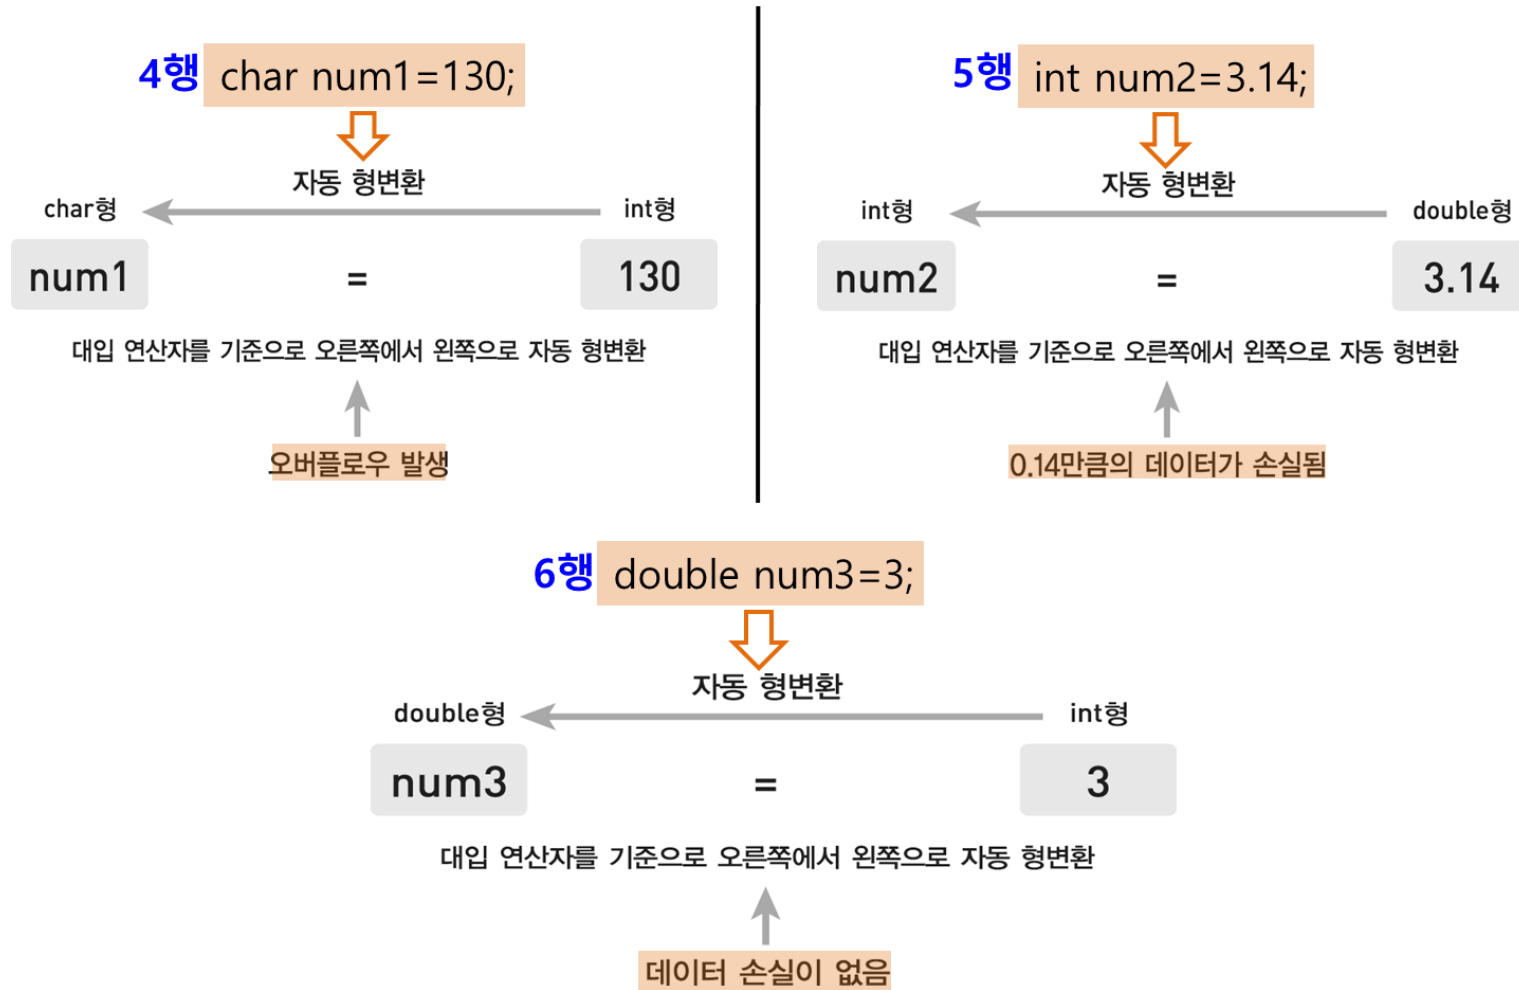 4행 char num1=130;
자동 형변환
char형 int형
num1 = 130
대입 연산자를 기준으로 오른쪽에서 왼쪽으로 자동 형변환
오버플로우 발생
5행 int num2=3.14;
자동 형변환
int형 double형
num2 = 3.14
대입 연산자를 기준으로 오른쪽에서 왼쪽으로 자동 형변환
0.14만큼의 데이터가 손실됨
6행 double num3=3;
자동 형변환
double형 int형
num3 = 3
대입 연산자를 기준으로 오른쪽에서 왼쪽으로 자동 형변환
데이터 손실이 없음